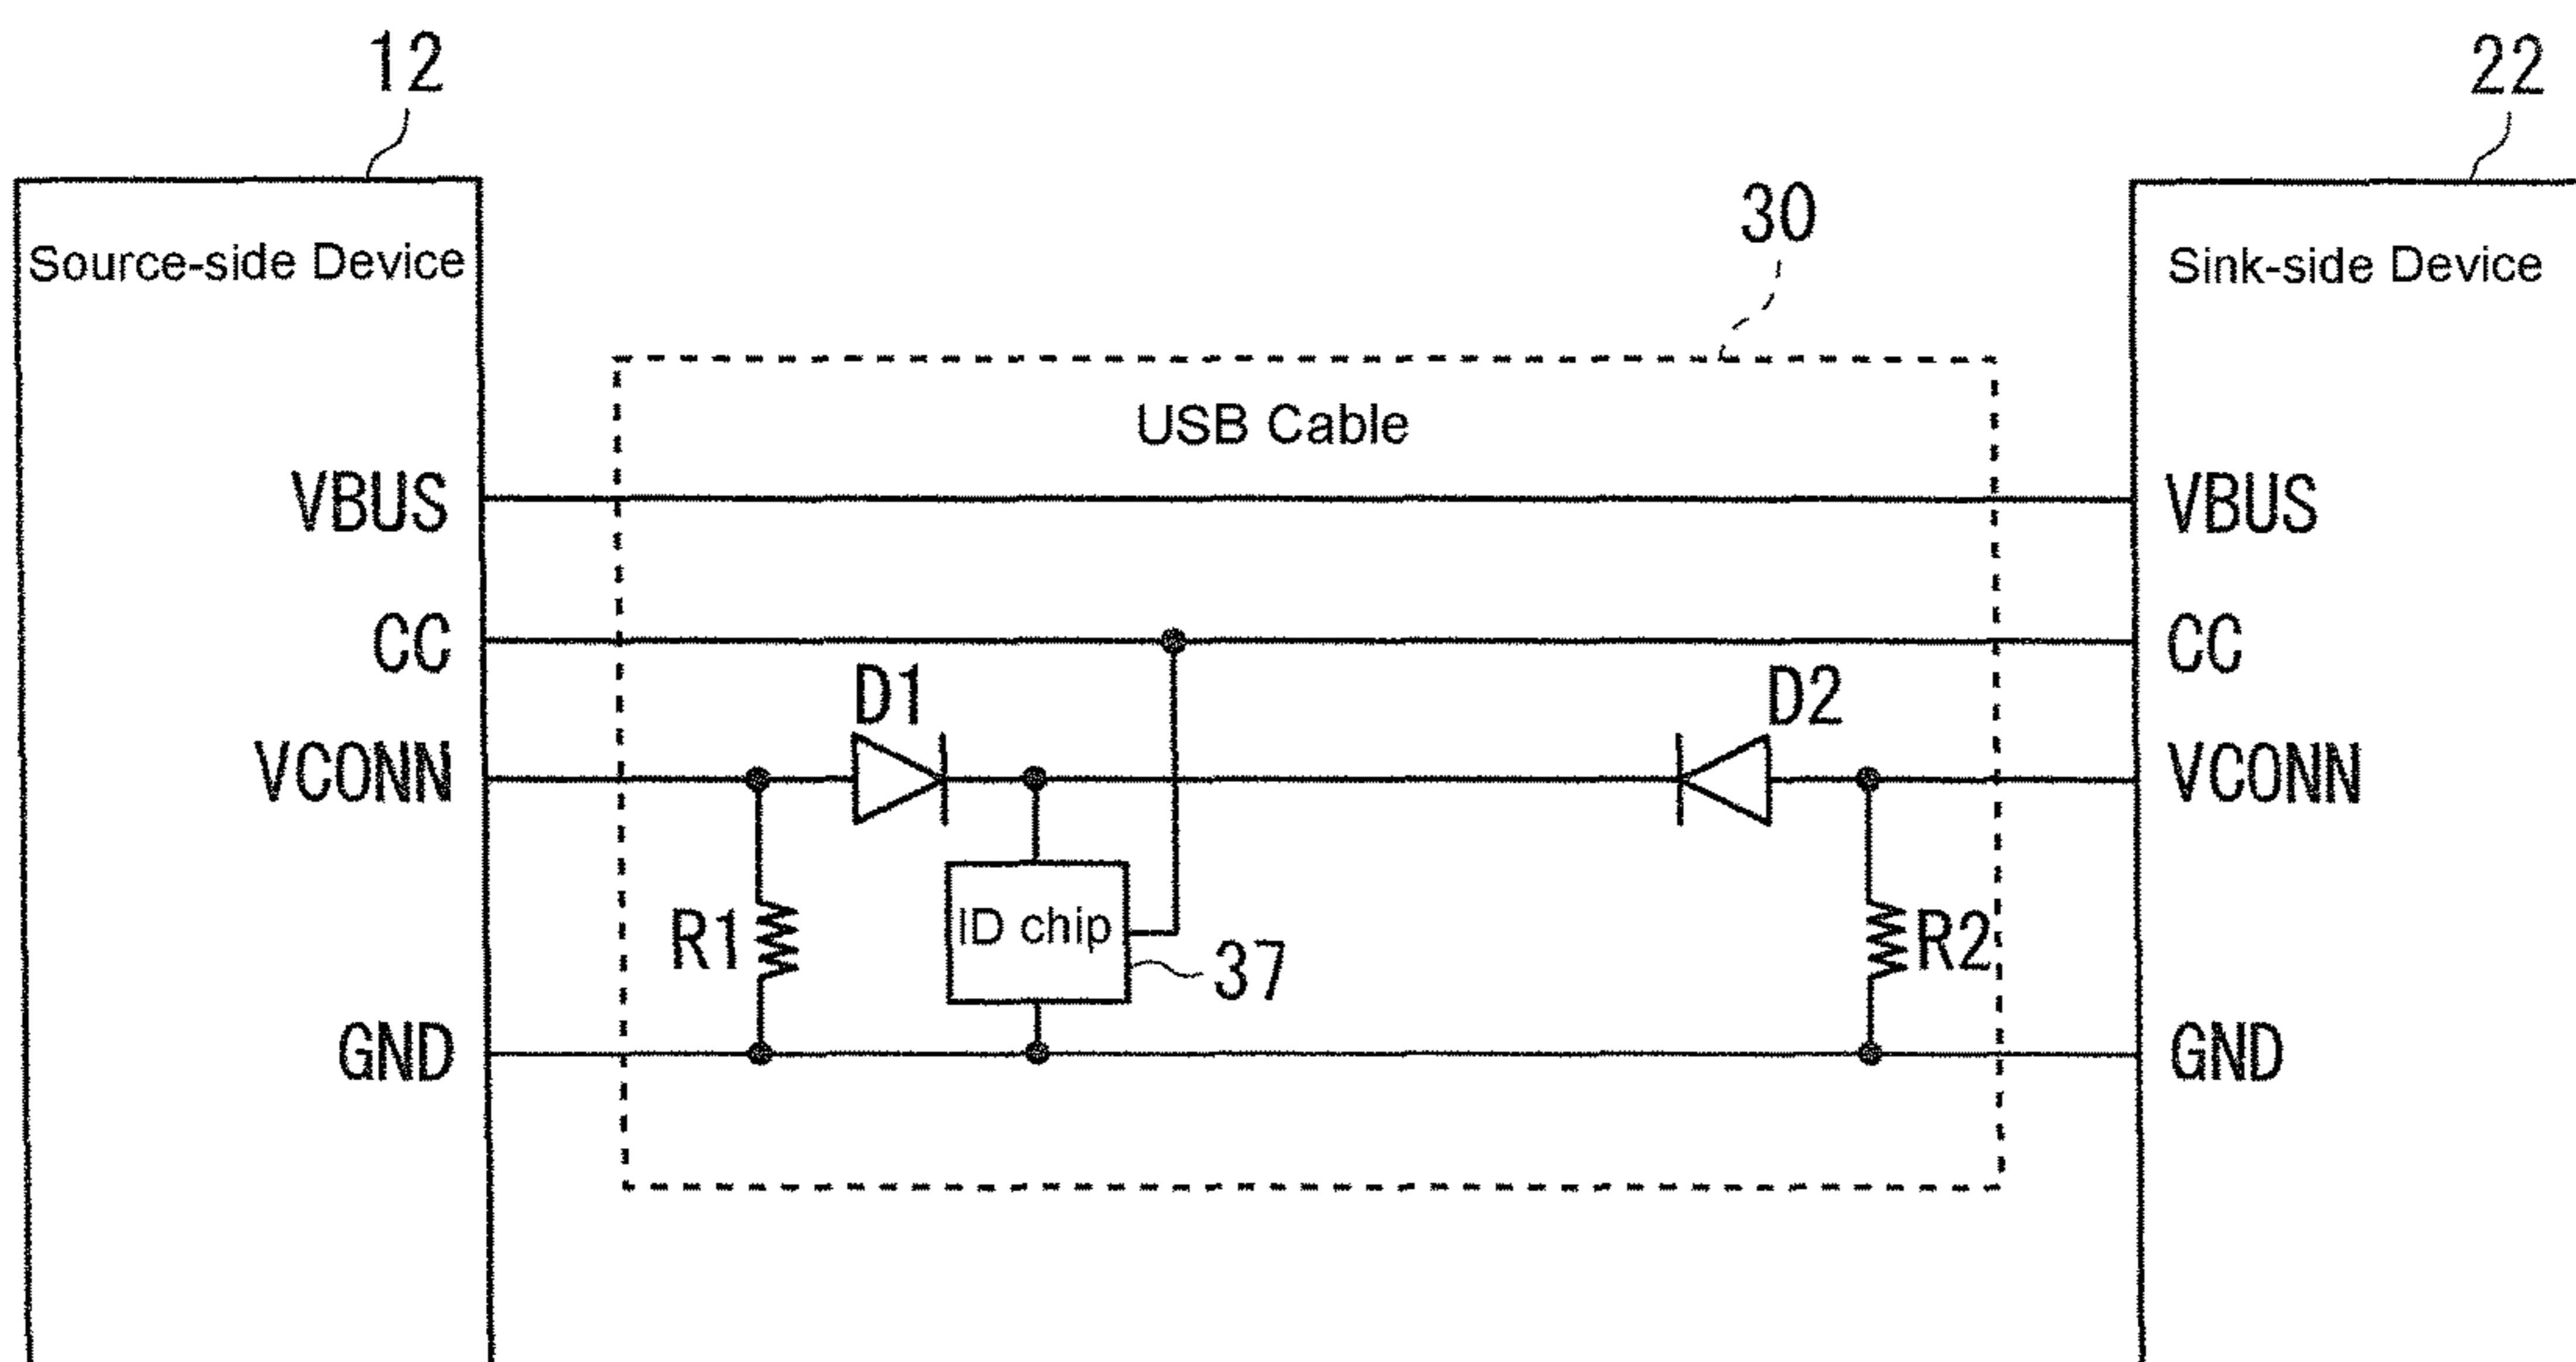 12
22
30
Source-side Device
Sink-side Device
USB Cable
VBUS
VBUS
CC
CC
D1
D2
VCONN
VCONN
R1
ID chip
37
R2
GND
GND